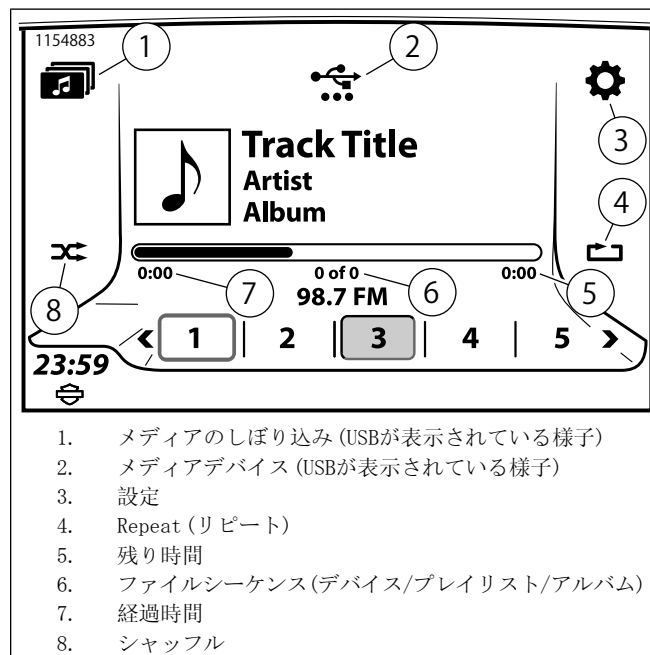 1154883
1
2
3
Track Title
Artist
Album
4
0:00
0 of 0
0:00
8
7
6
5
98.7 FM
1 2 3 4 5
23:59
1. メディアのしぼり込み(USBが表示されている様子)
2. メディアデバイス(USBが表示されている様子)
3. 設定
4. Repeat(リピート)
5. 残り時間
6. ファイルシーケンス(デバイス/プレイリスト/アルバム)
7. 経過時間
8. シャッフル